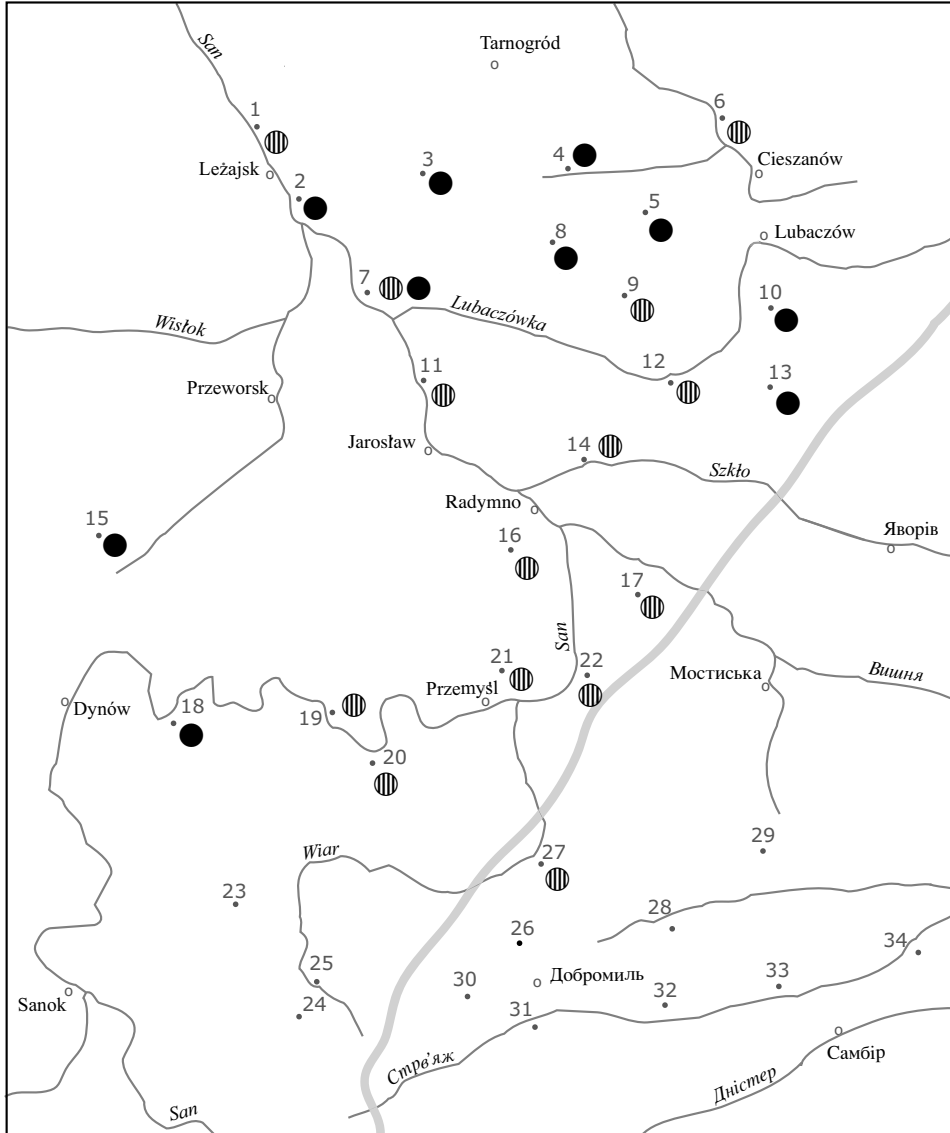 San
Tarnogród
1
6
Leżajsk
2
3
4
Cieszanów
5
8
Lubaczów
7
9
10
Lubaczówka
Wisłok
11
12
13
Przeworsk
Jarosław
14
Szkło
Radymno
15
16
Яворів
17
San
21
22
Przemyśl
Мостиська
Вишня
Dynów
18
19
20
Wiar
27
29
23
28
26
34
25
30
Добромиль
33
Sanok
24
31
32
Самбір
Стрв'яж
Дністер
San